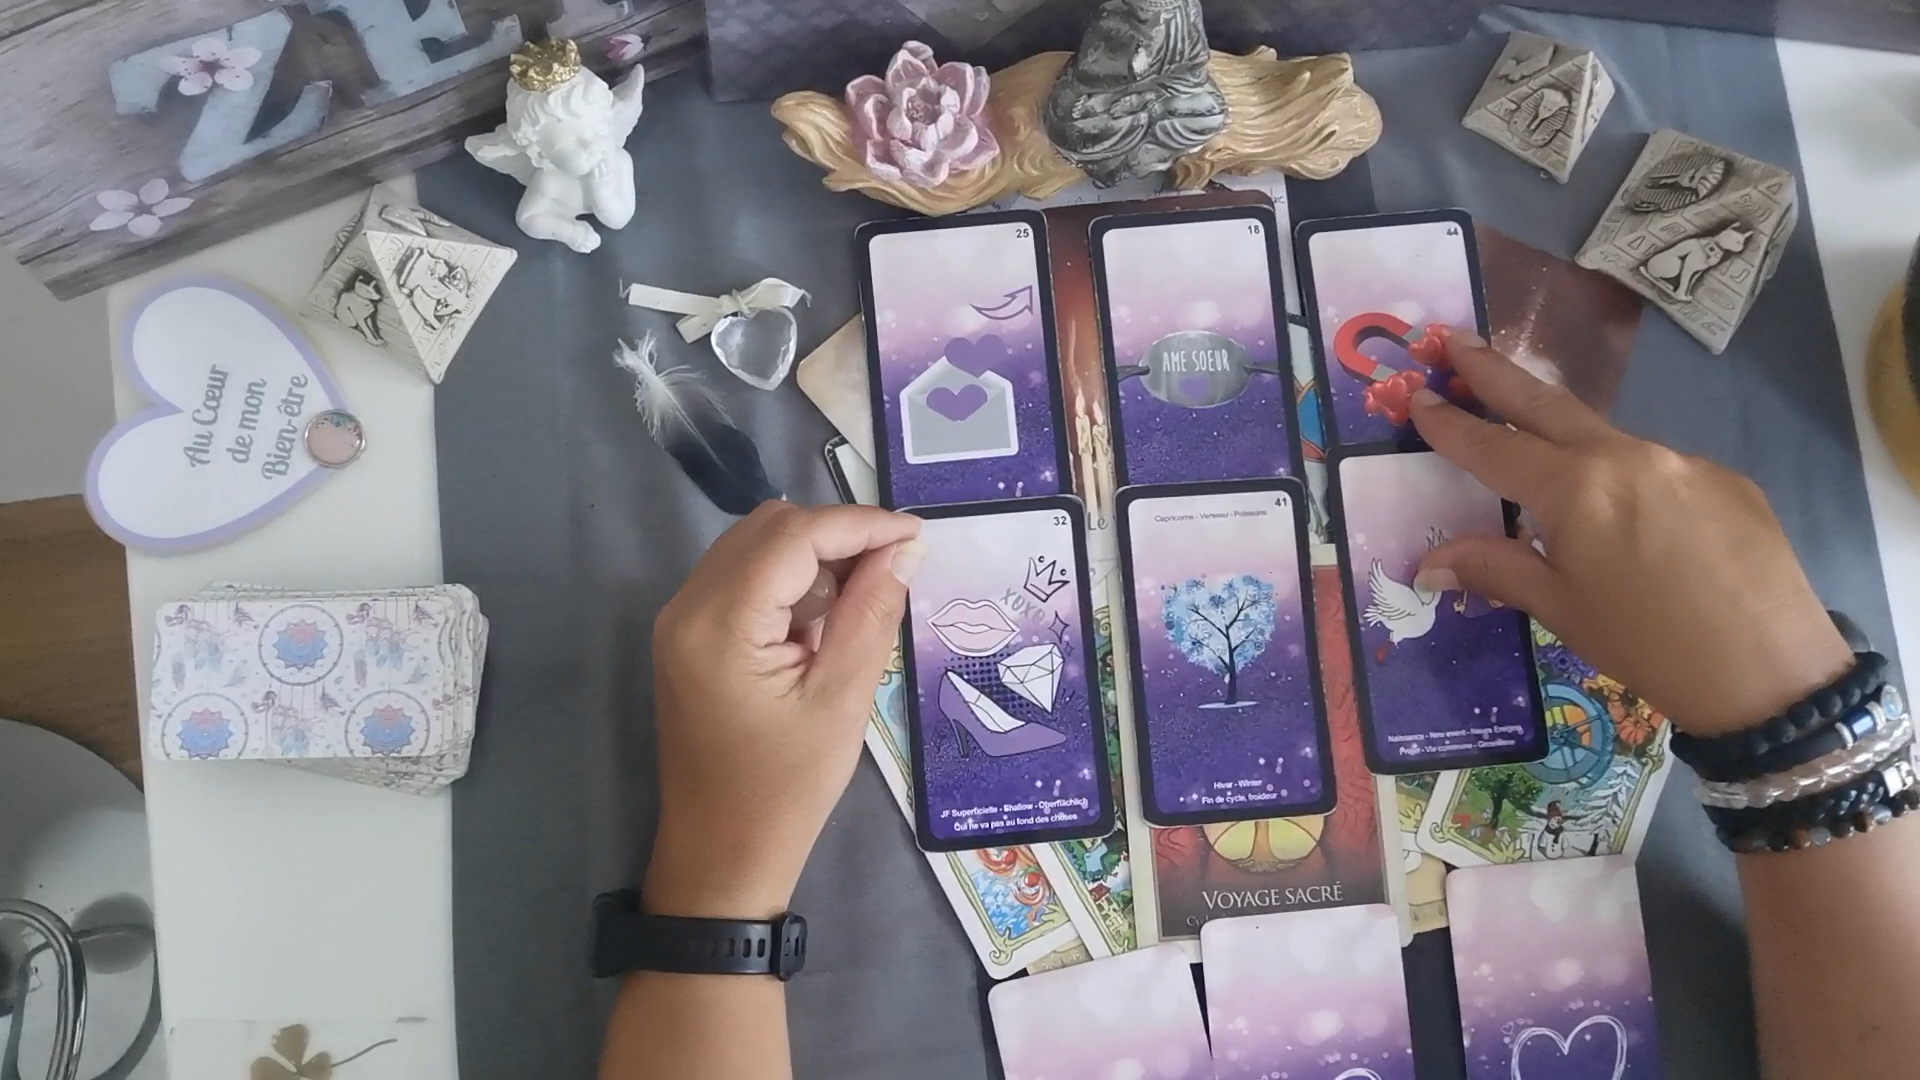 ZE
Au Cœur
de mon
Bien-être
25
18
AME SOEUR
44
Le
32
XOXO
JF Superficielle - Shallow - Oberflächlich
Qui ne va pas au fond des choses
41
Capricorne - Verseau - Poissons
Hiver - Winter
Fin de cycle, froideur
Naissance - New event - Neues Ereignis
Projet - Vie commune - Grossesse
VOYAGE SACRÉ